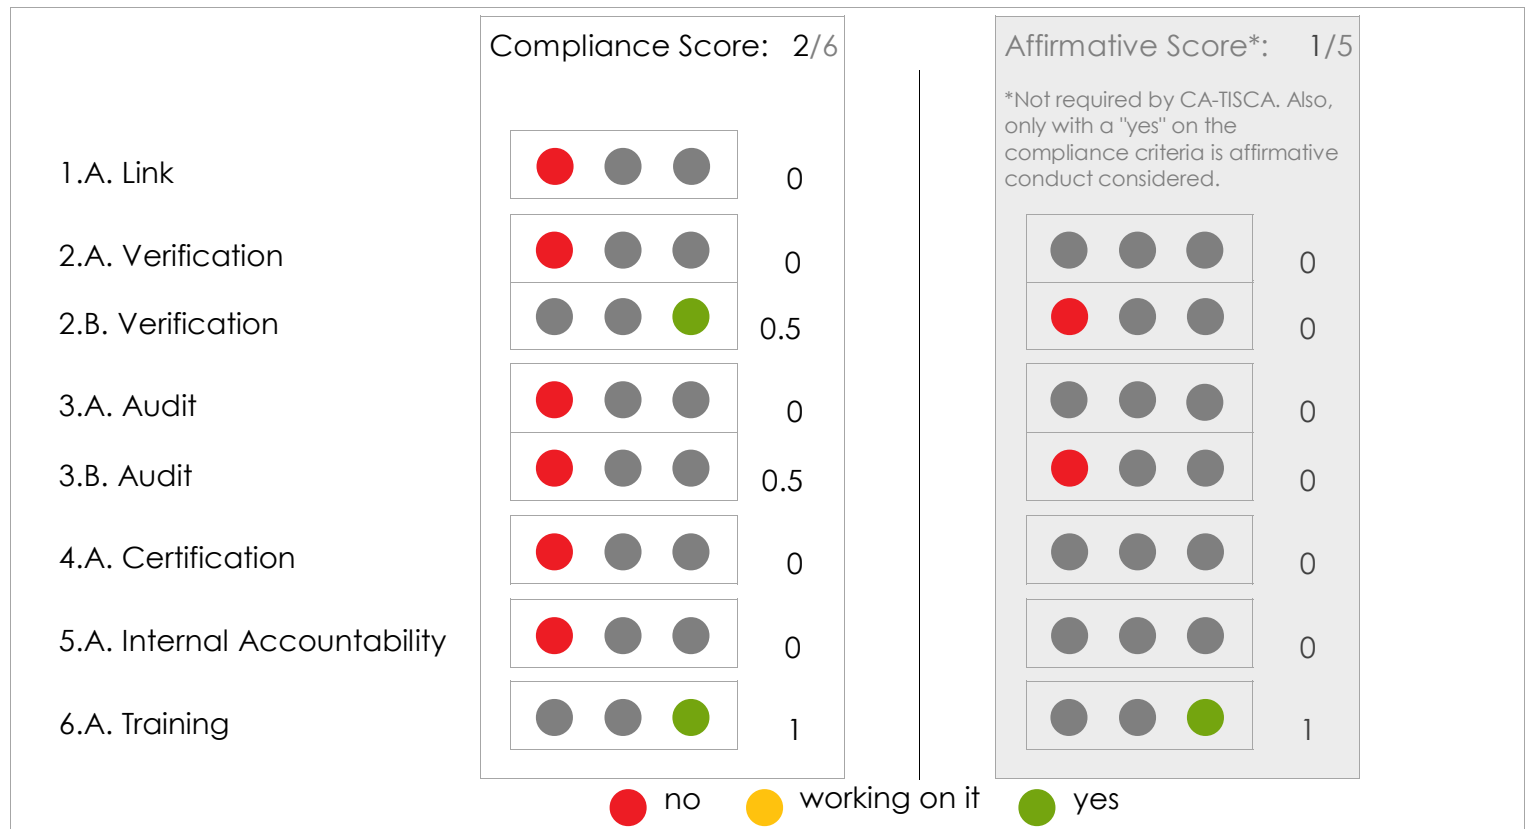 Compliance Score: 2/6
Affirmative Score*: 1/5
*Not required by CA-TISCA. Also,
only with a "yes" on the
compliance criteria is affirmative
conduct considered.
1.A. Link 0
2.A. Verification 0 0
2.B. Verification 0.5 0
3.A. Audit 0 0
3.B. Audit 0.5 0
4.A. Certification 0 0
5.A. Internal Accountability 0 0
6.A. Training 1 1
no working on it yes